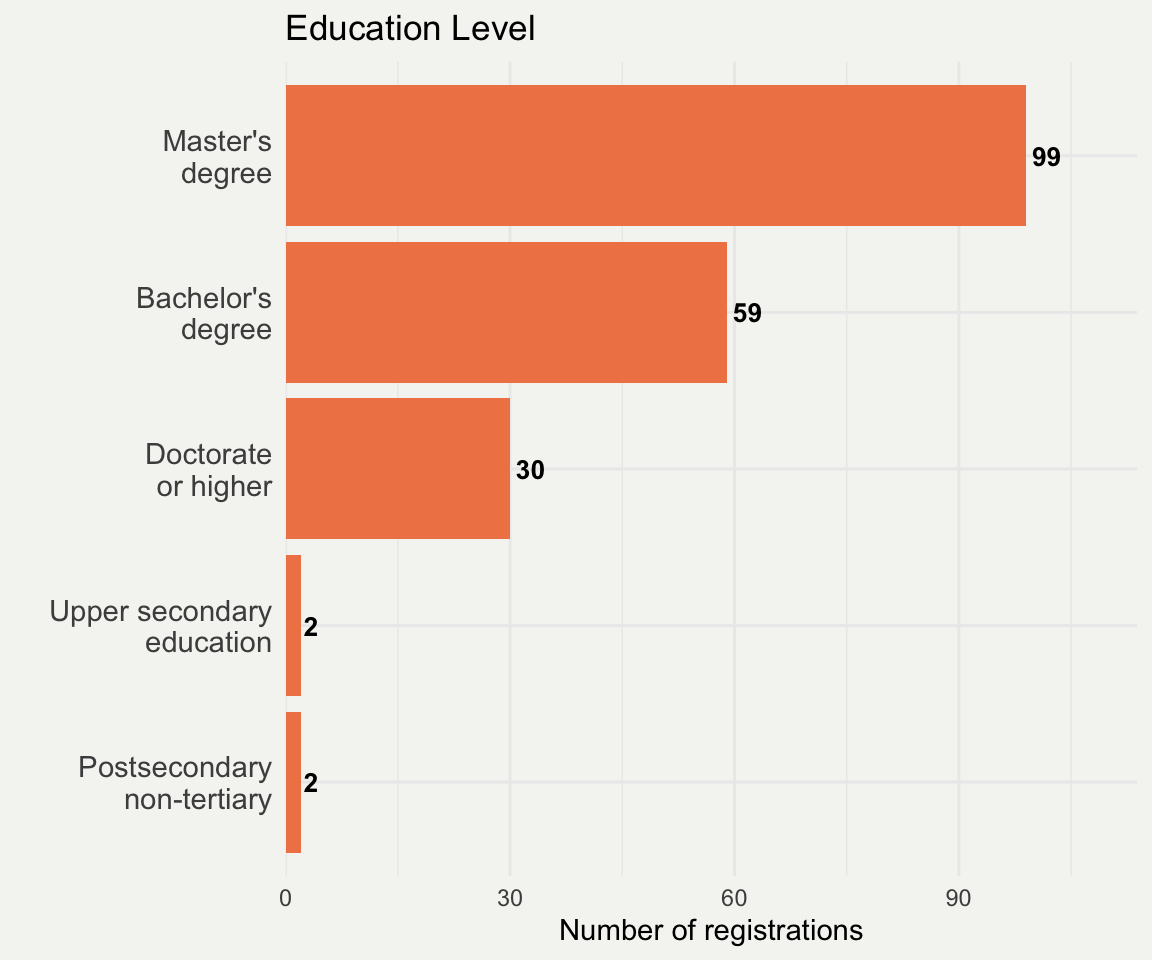 Education Level
Master's
degree
99
Bachelor's
degree
59
Doctorate
or higher
30
Upper secondary
education
2
Postsecondary
non-tertiary
2
0 30 60 90
Number of registrations